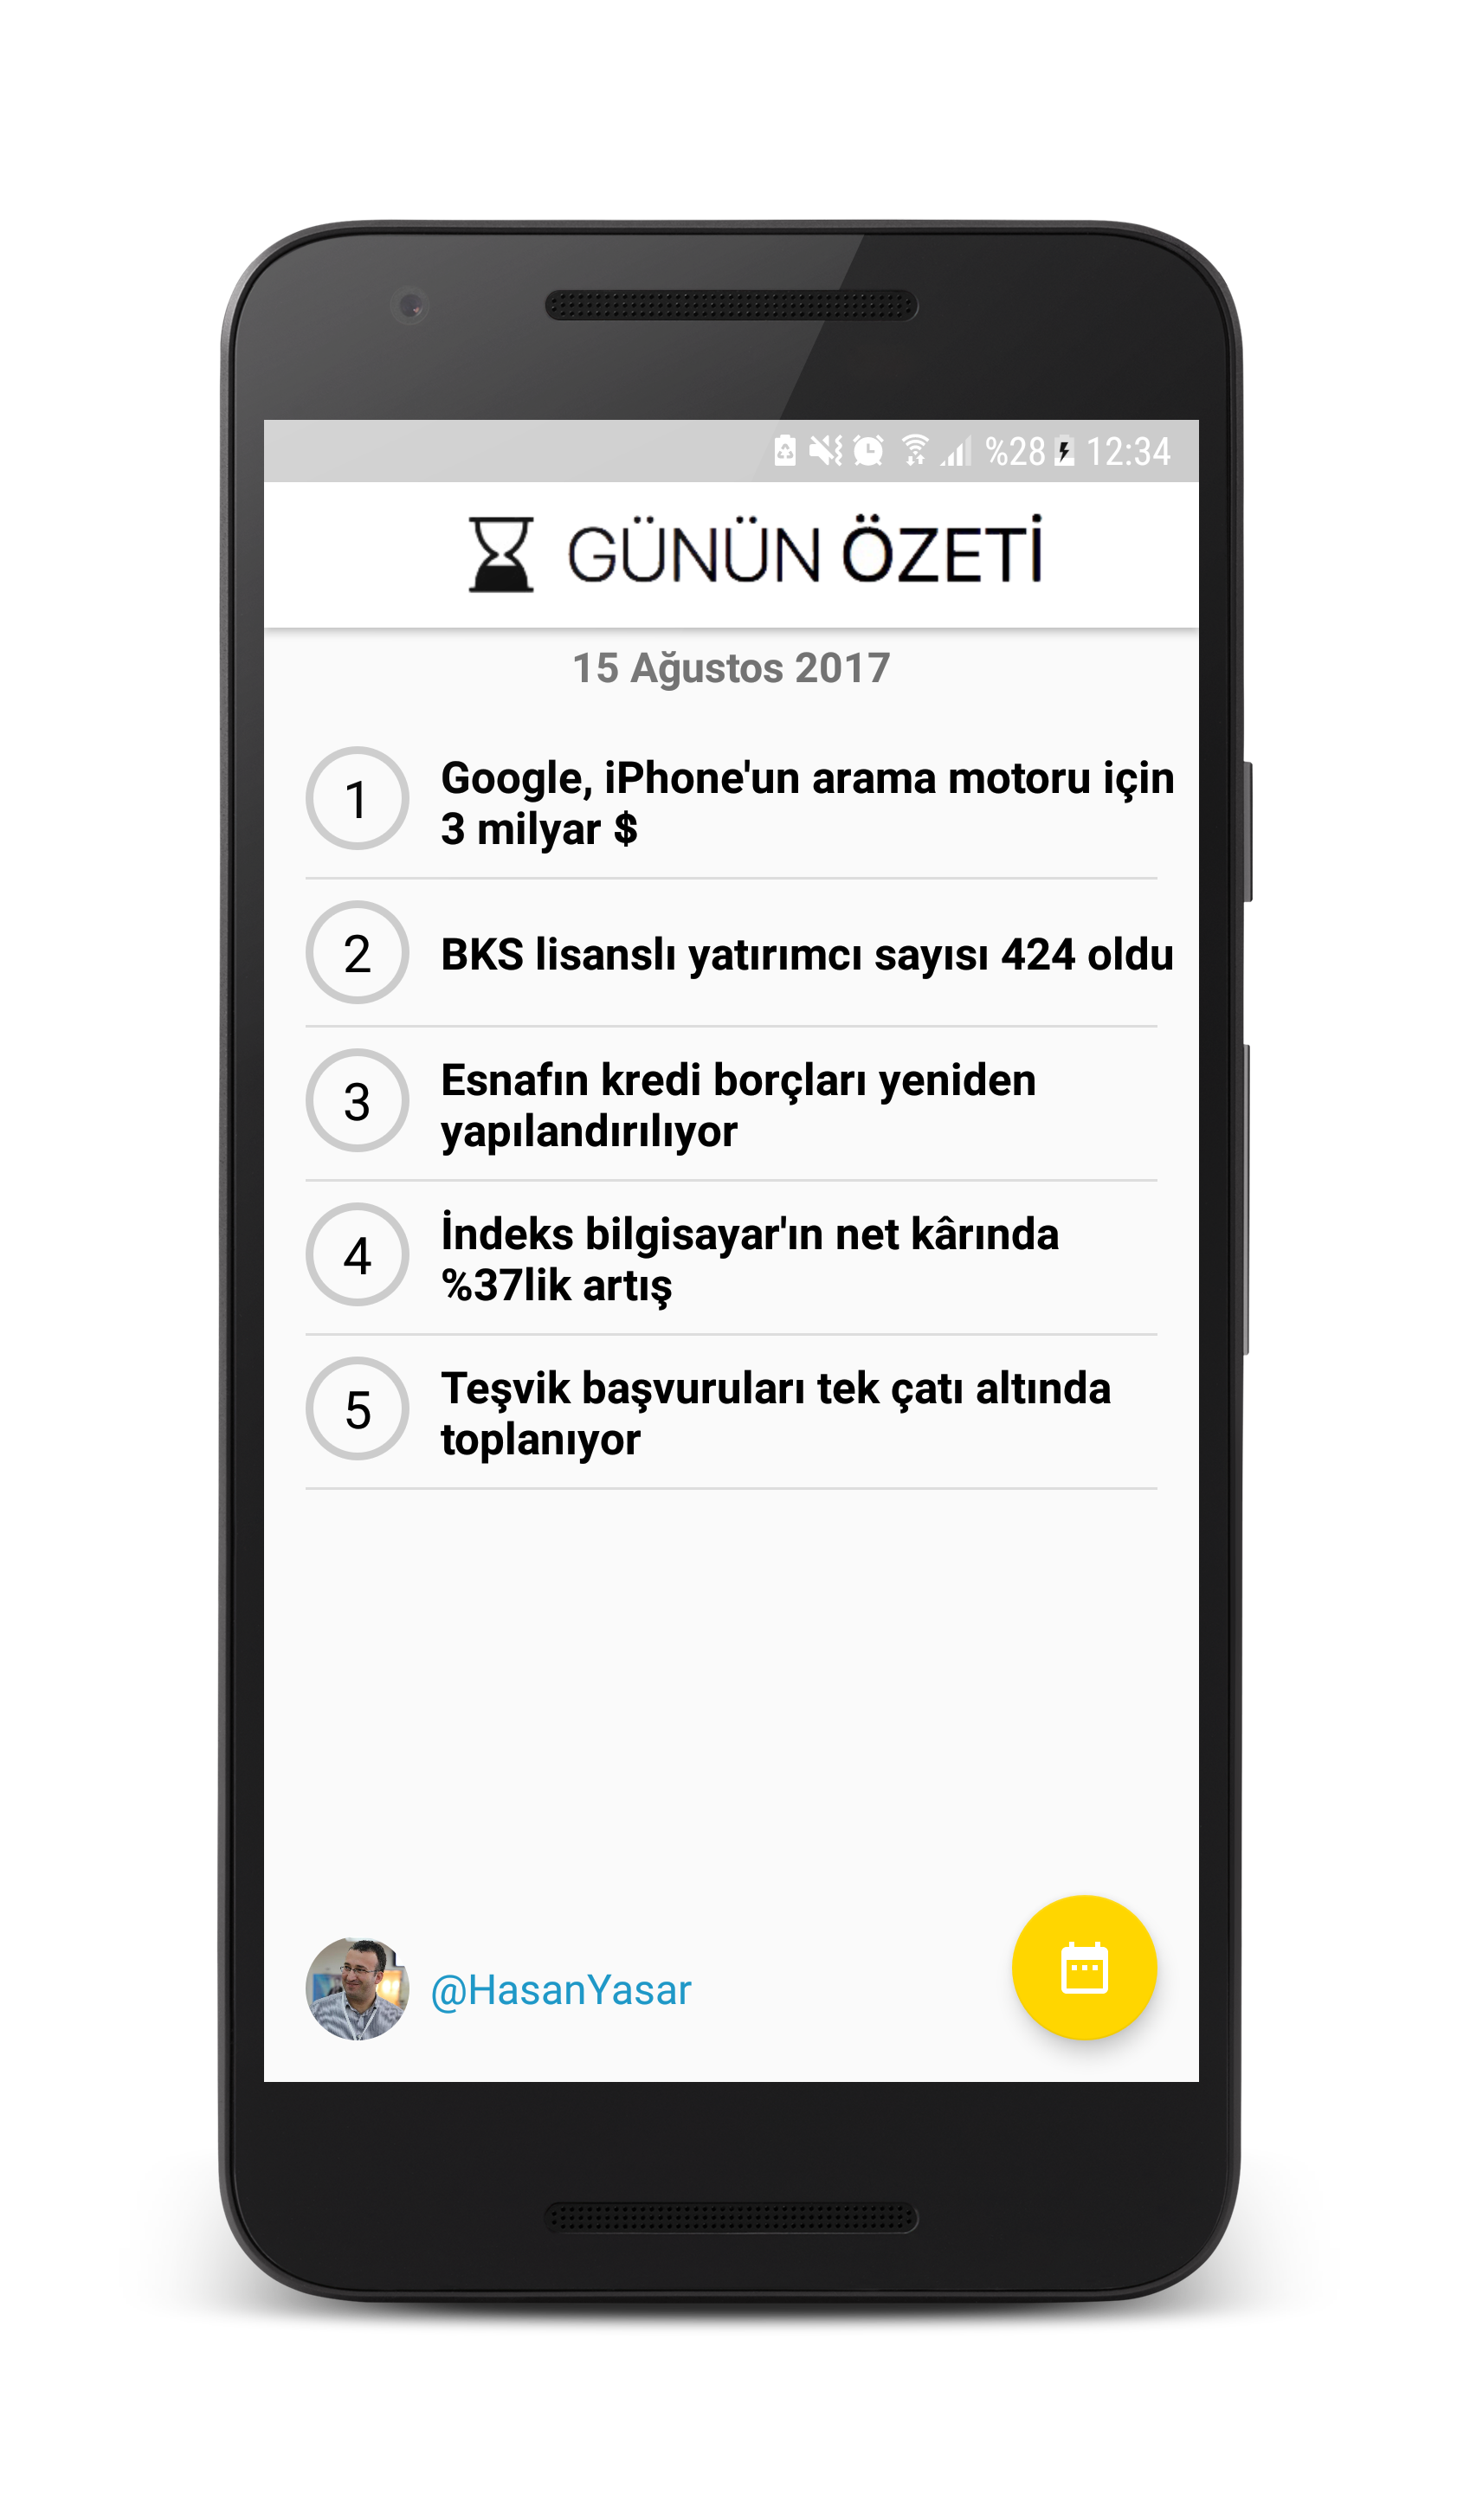 %28 12:34
GÜNÜN ÖZETİ
15 Ağustos 2017
1 Google, iPhone'un arama motoru için
3 milyar $
2 BKS lisanslı yatırımcı sayısı 424 oldu
3 Esnafın kredi borçları yeniden
yapılandırılıyor
4 İndeks bilgisayar'ın net kârında
%37lik artış
5 Teşvik başvuruları tek çatı altında
toplanıyor
@HasanYasar